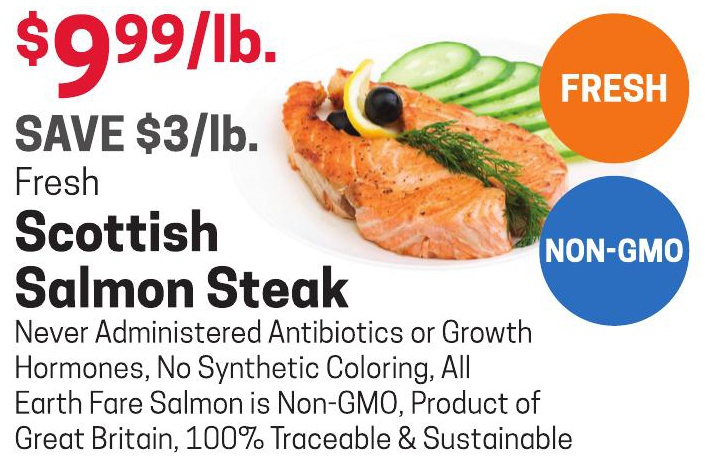 $9.99/lb.
SAVE $3/lb.
Fresh
Scottish
Salmon Steak
Never Administered Antibiotics or Growth
Hormones, No Synthetic Coloring, All
Earth Fare Salmon is Non-GMO, Product of
Great Britain, 100% Traceable & Sustainable
FRESH
NON-GMO